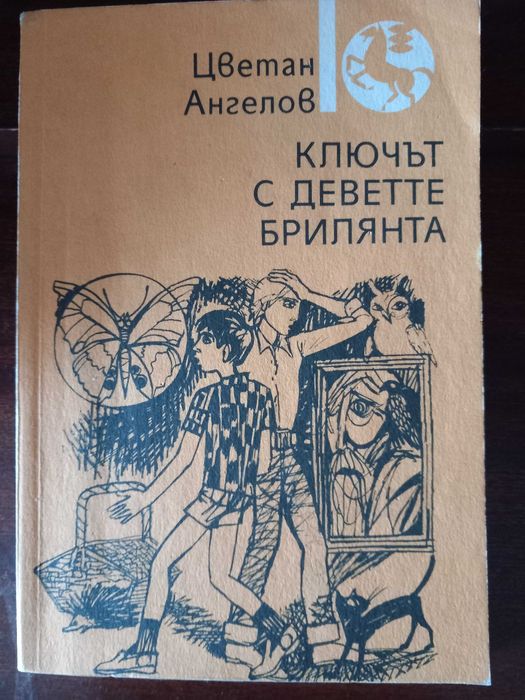 Цветан
Ангелов
КЛЮЧЪТ
С ДЕВЕТТЕ
БРИЛЯНТА